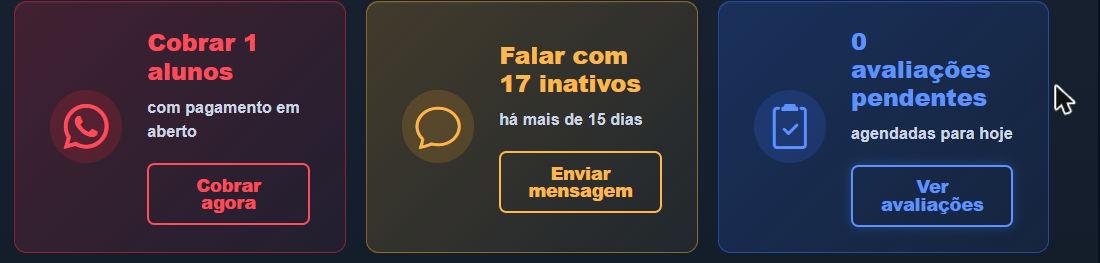 Cobrar 1
alunos
com pagamento em
aberto
Cobrar
agora
Falar com
17 inativos
há mais de 15 dias
Enviar
mensagem
0
avaliações
pendentes
agendadas para hoje
Ver
avaliações